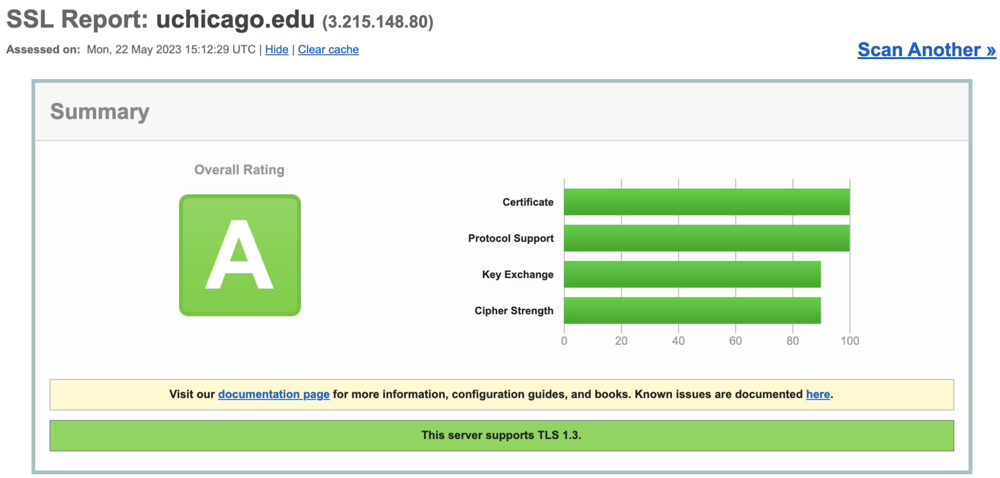 SSL Report: uchicago.edu (3.215.148.80)
Assessed on: Mon, 22 May 2023 15:12:29 UTC | Hide | Clear cache
Scan Another »
Summary
Overall Rating
A
Certificate
Protocol Support
Key Exchange
Cipher Strength
0 20 40 60 80 100
Visit our documentation page for more information, configuration guides, and books. Known issues are documented here.
This server supports TLS 1.3.